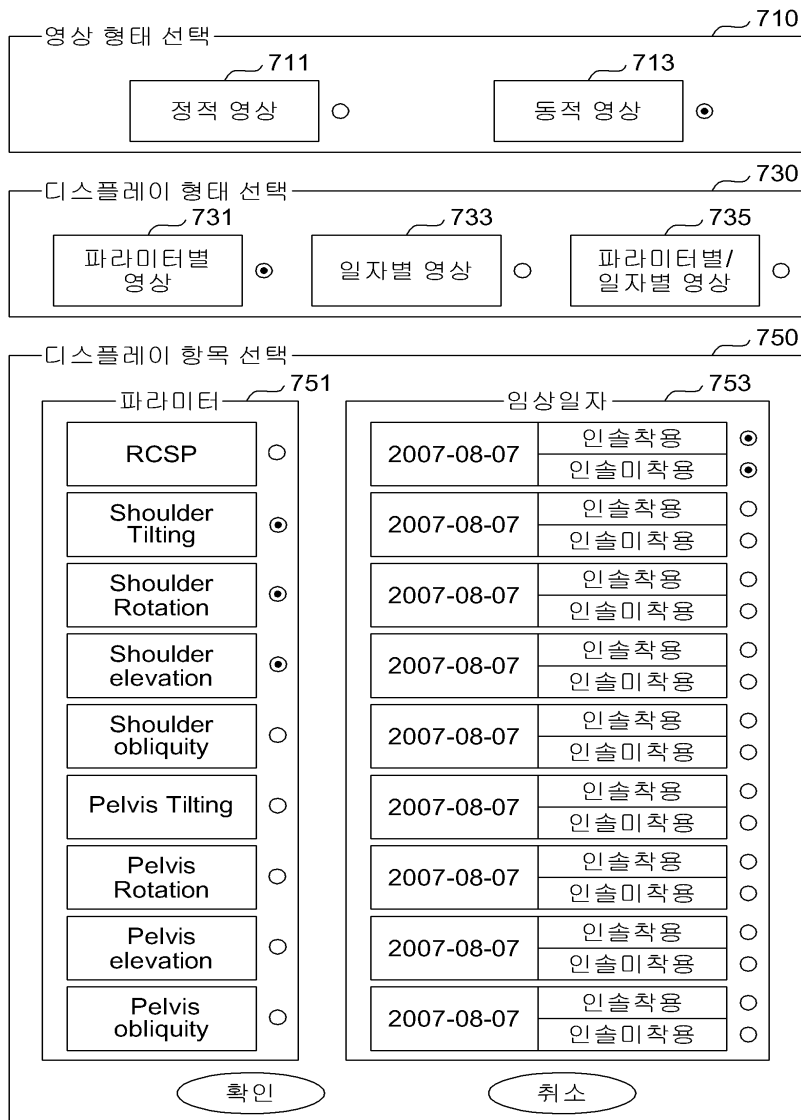 710
영상 형태 선택
711
713
정적 영상
동적 영상
730
디스플레이 형태 선택
731
733
735
파라미터별
영상
일자별 영상
파라미터별/
일자별 영상
750
디스플레이 항목 선택
751
753
파라미터
임상일자
RCSP
2007-08-07
인솔착용
인솔미착용
Shoulder
Tilting
2007-08-07
인솔착용
인솔미착용
Shoulder
Rotation
2007-08-07
인솔착용
인솔미착용
Shoulder
elevation
2007-08-07
인솔착용
인솔미착용
Shoulder
obliquity
2007-08-07
인솔착용
인솔미착용
Pelvis Tilting
2007-08-07
인솔착용
인솔미착용
Pelvis
Rotation
2007-08-07
인솔착용
인솔미착용
Pelvis
elevation
2007-08-07
인솔착용
인솔미착용
Pelvis
obliquity
2007-08-07
인솔착용
인솔미착용
확인
취소